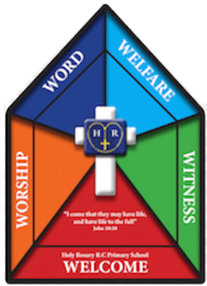 WORD
WELFARE
H R
WORSHIP
WITNESS
"I come that they may have life,
and have life to the full"
John 10:10
Holy Rosary R.C Primary School
WELCOME